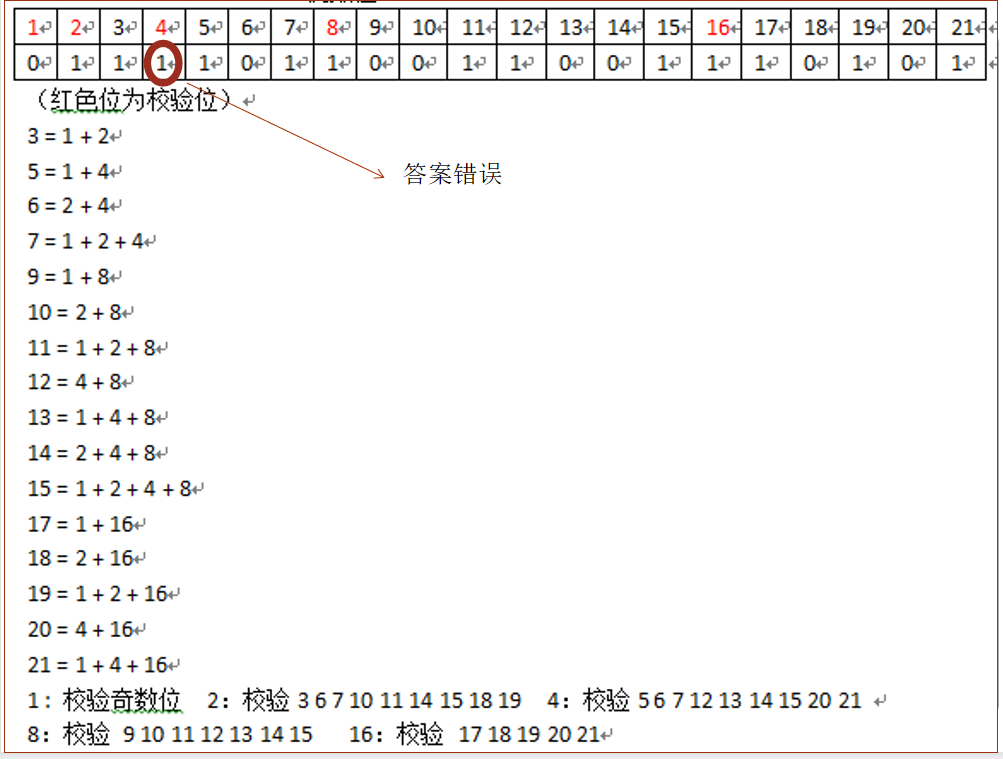 1 2 3 4 5 6 7 8 9 10 11 12 13 14 15 16 17 18 19 20 21
0 1 1 1 1 0 1 1 0 0 1 1 0 0 1 1 1 0 1 0 1
（红色位为校验位）
答案错误
3 = 1 + 2
5 = 1 + 4
6 = 2 + 4
7 = 1 + 2 + 4
9 = 1 + 8
10 = 2 + 8
11 = 1 + 2 + 8
12 = 4 + 8
13 = 1 + 4 + 8
14 = 2 + 4 + 8
15 = 1 + 2 + 4 + 8
17 = 1 + 16
18 = 2 + 16
19 = 1 + 2 + 16
20 = 4 + 16
21 = 1 + 4 + 16
1：校验奇数位 2：校验 3 6 7 10 11 14 15 18 19 4：校验 5 6 7 12 13 14 15 20 21
8：校验 9 10 11 12 13 14 15 16：校验 17 18 19 20 21